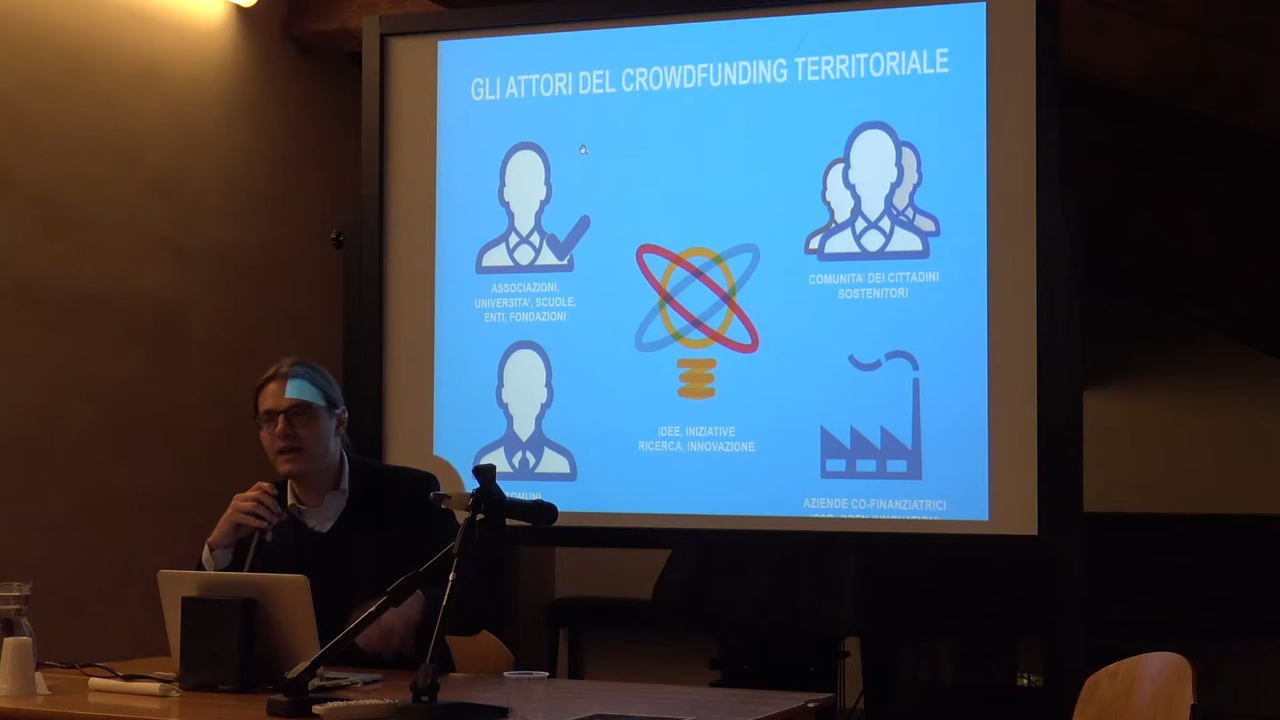 GLI ATTORI DEL CROWDFUNDING TERRITORIALE
ASSOCIAZIONI,
UNIVERSITA', SCUOLE,
ENTI, FONDAZIONI
COMUNITA' DEI CITTADINI
SOSTENITORI
IDEE, INIZIATIVE
RICERCA, INNOVAZIONE
COMUNI
AZIENDE CO-FINANZIATRICI